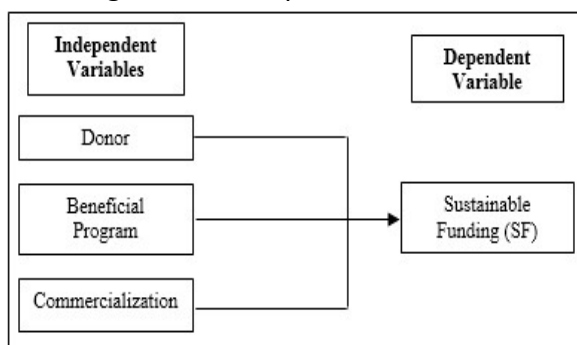 Independent
Variables
Dependent
Variable
Donor
Beneficial
Program
Sustainable
Funding (SF)
Commercialization